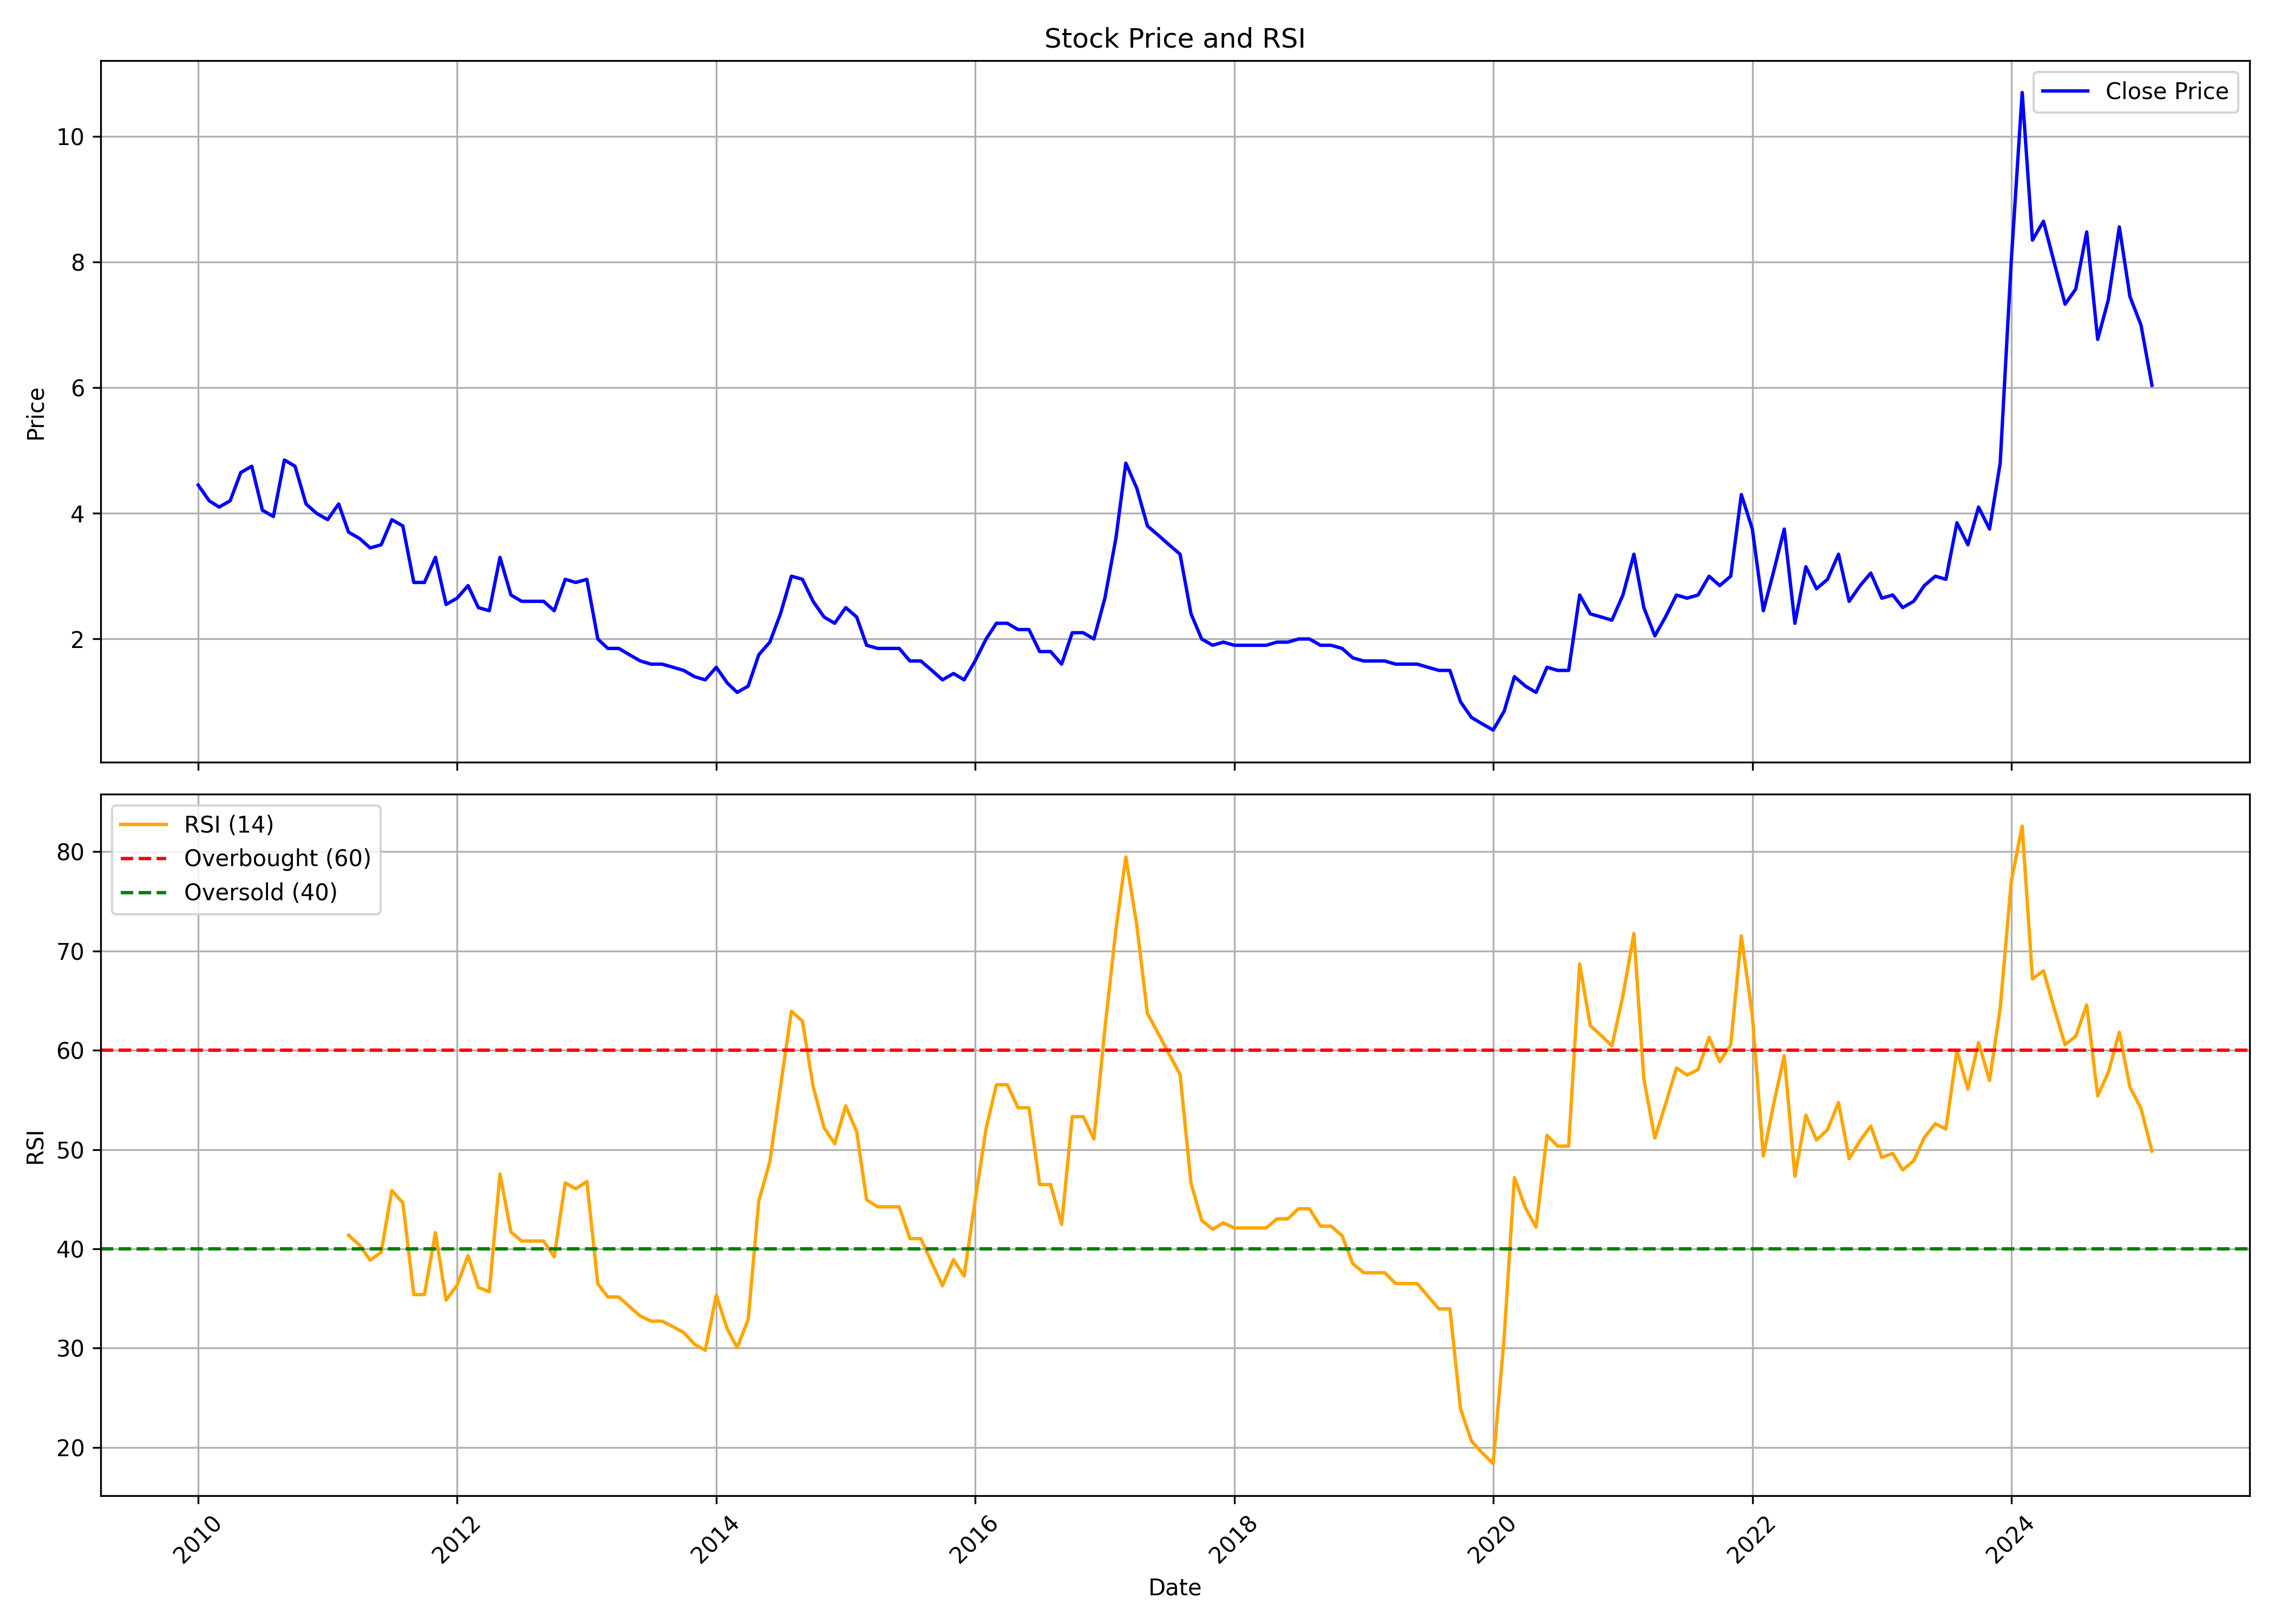 Stock Price and RSI
Close Price
10
8
6
4
2
Price
RSI (14)
Overbought (60)
Oversold (40)
80
70
60
50
40
30
20
RSI
2010
2012
2014
2016
2018
2020
2022
2024
Date